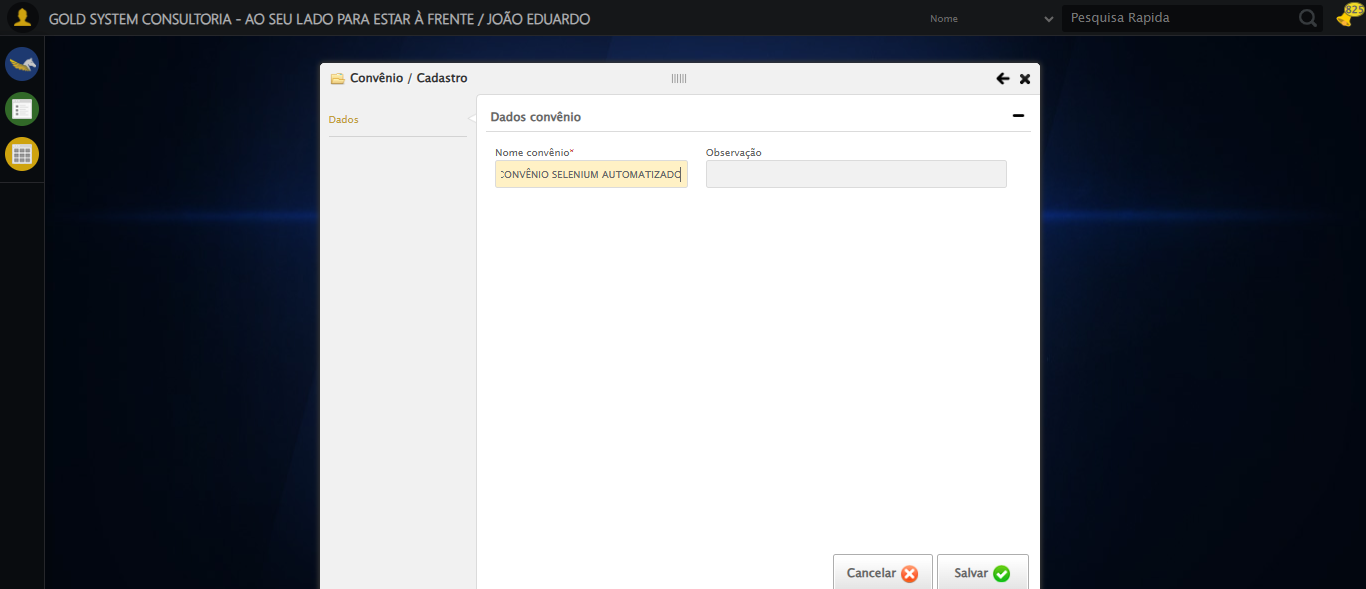 GOLD SYSTEM CONSULTORIA - AO SEU LADO PARA ESTAR À FRENTE / JOÃO EDUARDO
Nome
Pesquisa Rapida
825
Convênio / Cadastro
Dados
Dados convênio
Nome convênio*
Observação
CONVÊNIO SELENIUM AUTOMATIZADO
Cancelar
Salvar